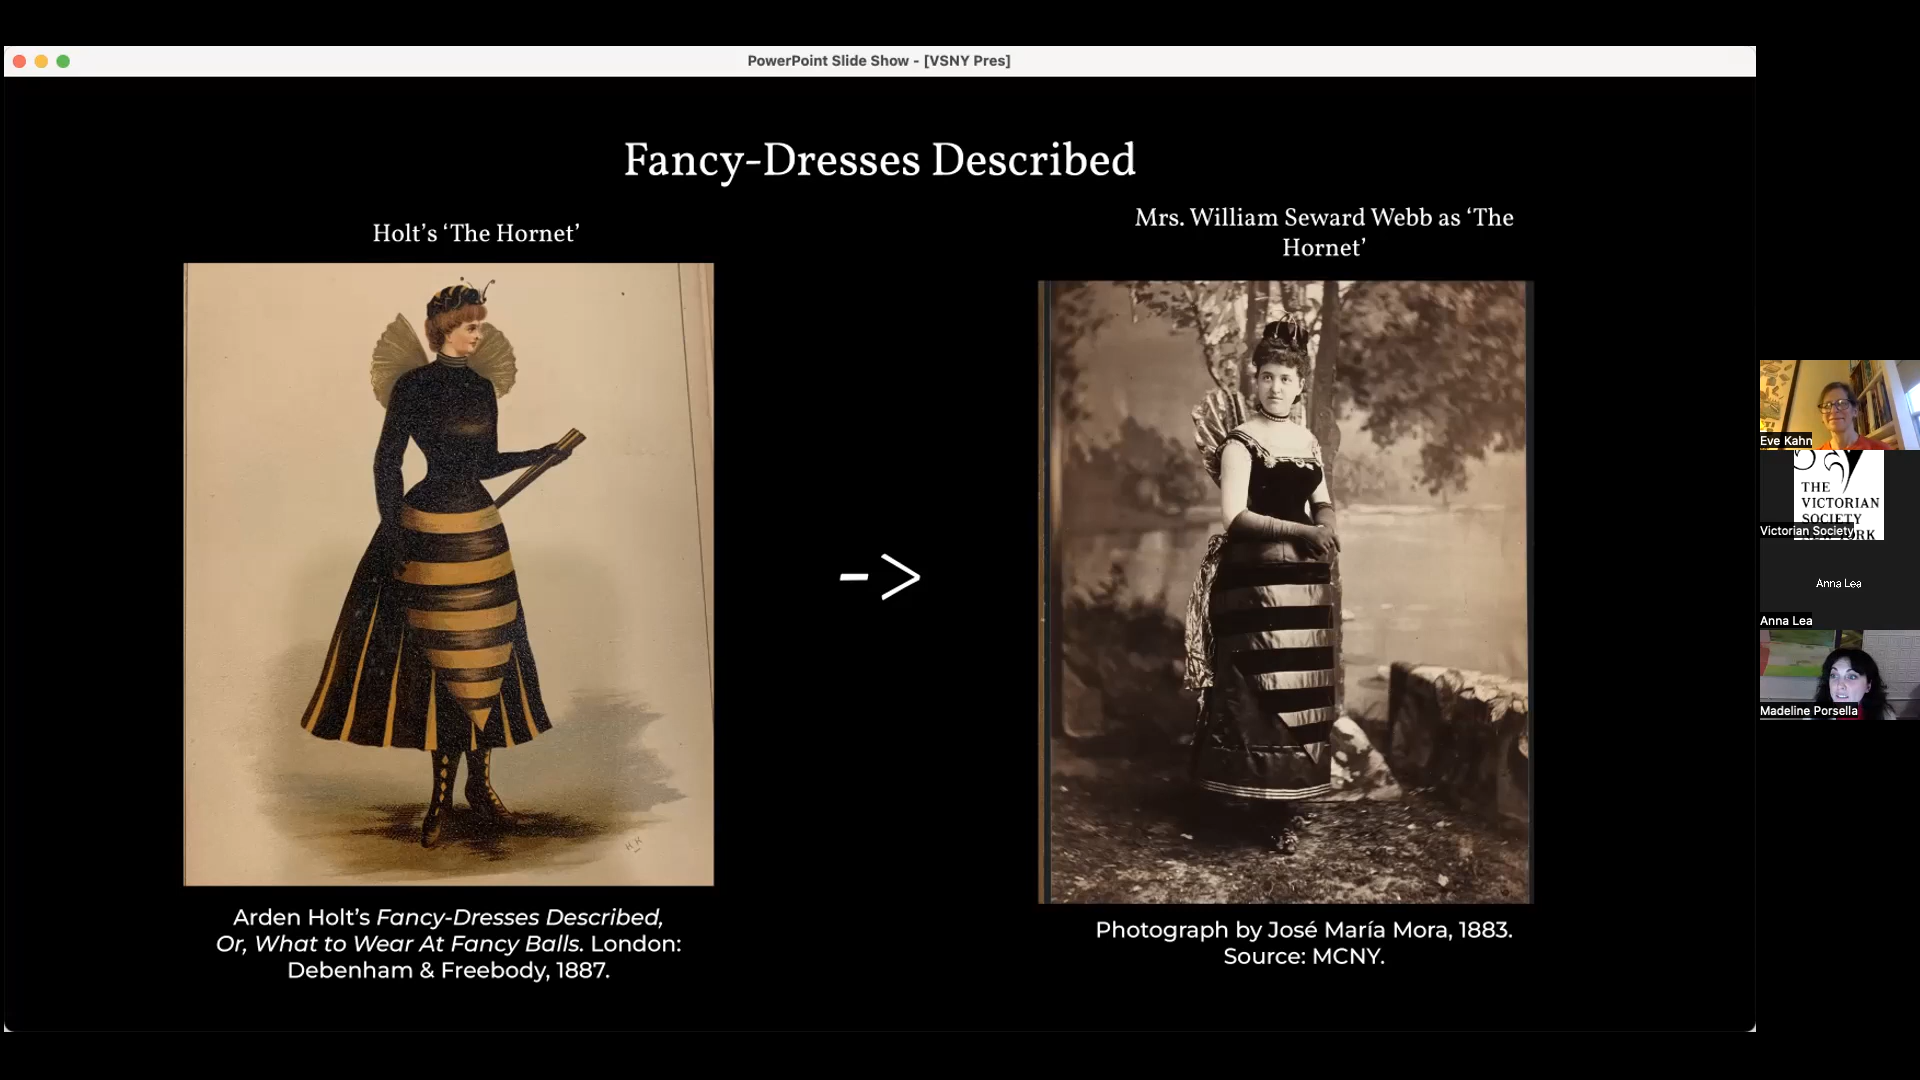 PowerPoint Slide Show - [VSNY Pres]
Fancy-Dresses Described
Holt's 'The Hornet'
Mrs. William Seward Webb as 'The
Hornet'
->
Arden Holt's Fancy-Dresses Described,
Or, What to Wear At Fancy Balls. London:
Debenham & Freebody, 1887.
Photograph by José María Mora, 1883.
Source: MCNY.
Eve Kahn
THE
VICTORIAN
SOCIETY
Victorian Society
Anna Lea
Anna Lea
Madeline Porsella